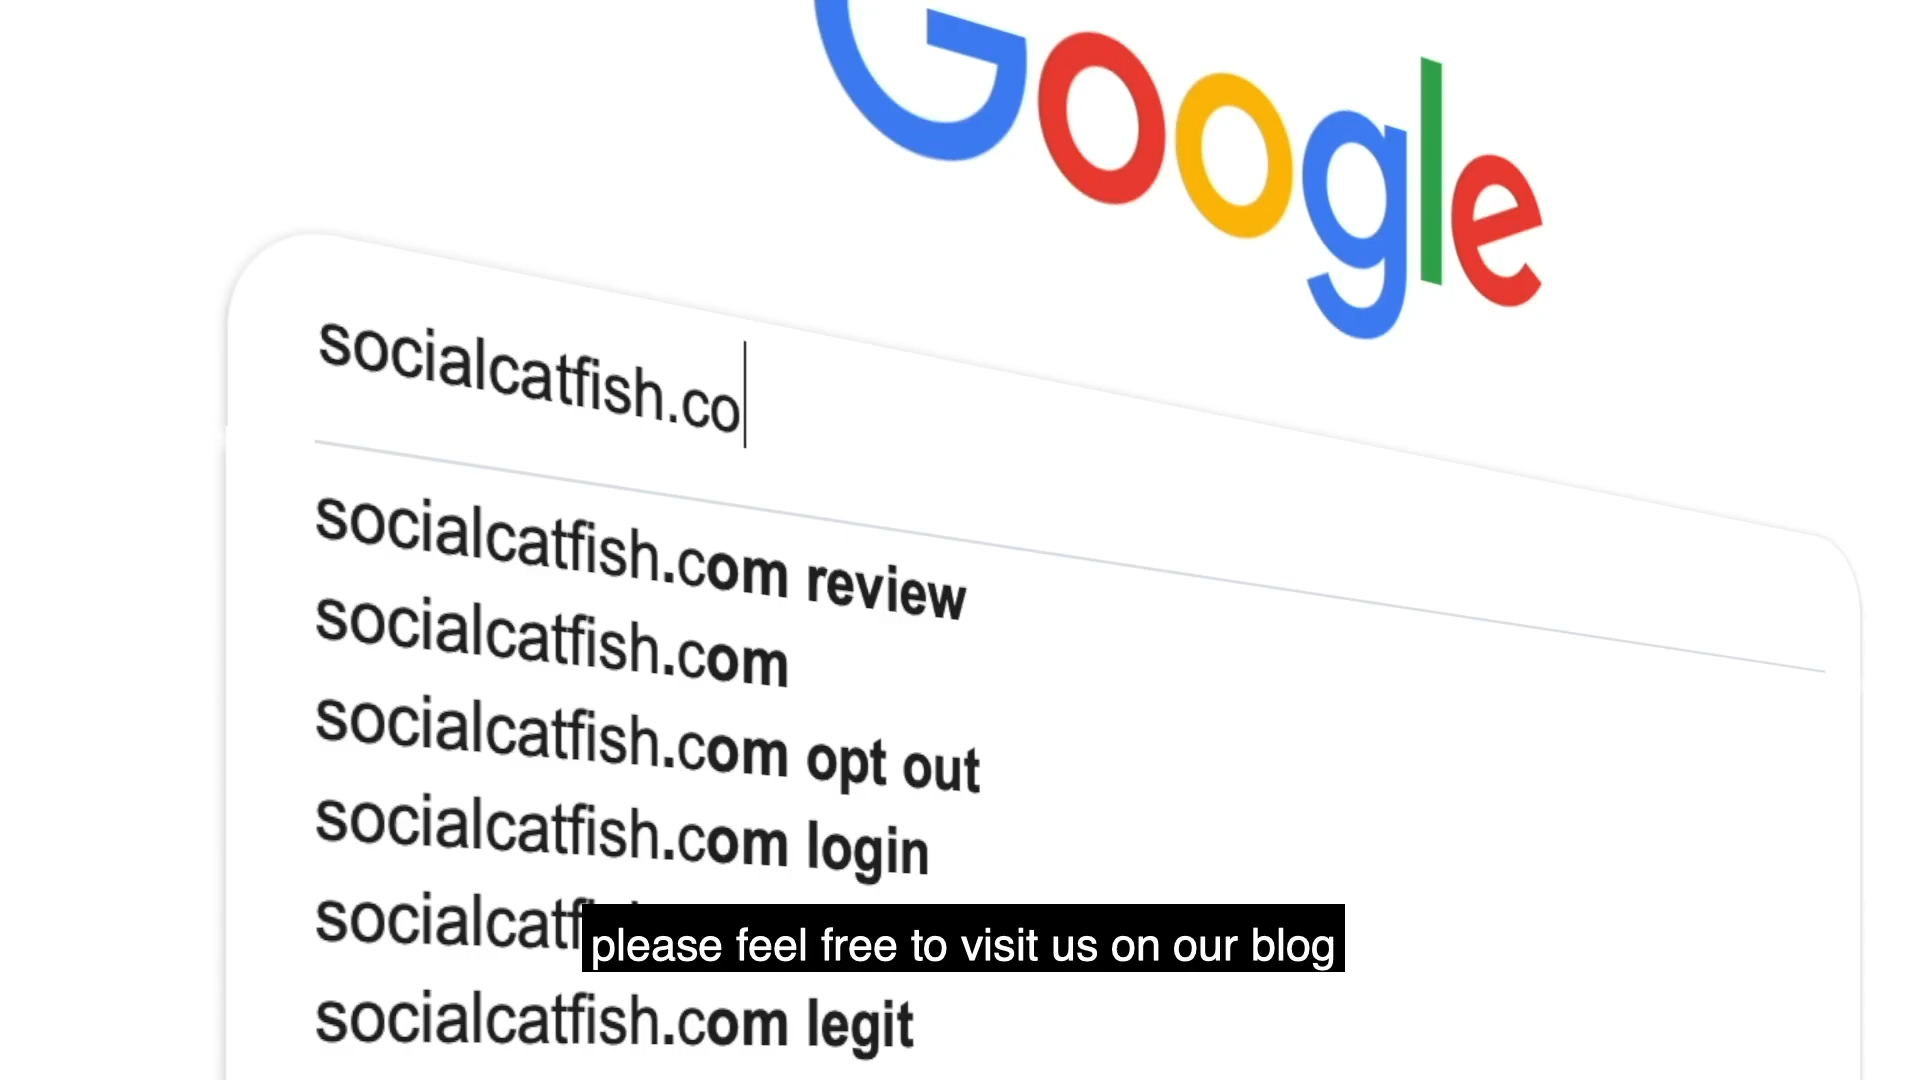 Google
socialcatfish.co
socialcatfish.com review
socialcatfish.com
socialcatfish.com opt out
socialcatfish.com login
please feel free to visit us on our blog
socialcatfish.com legit